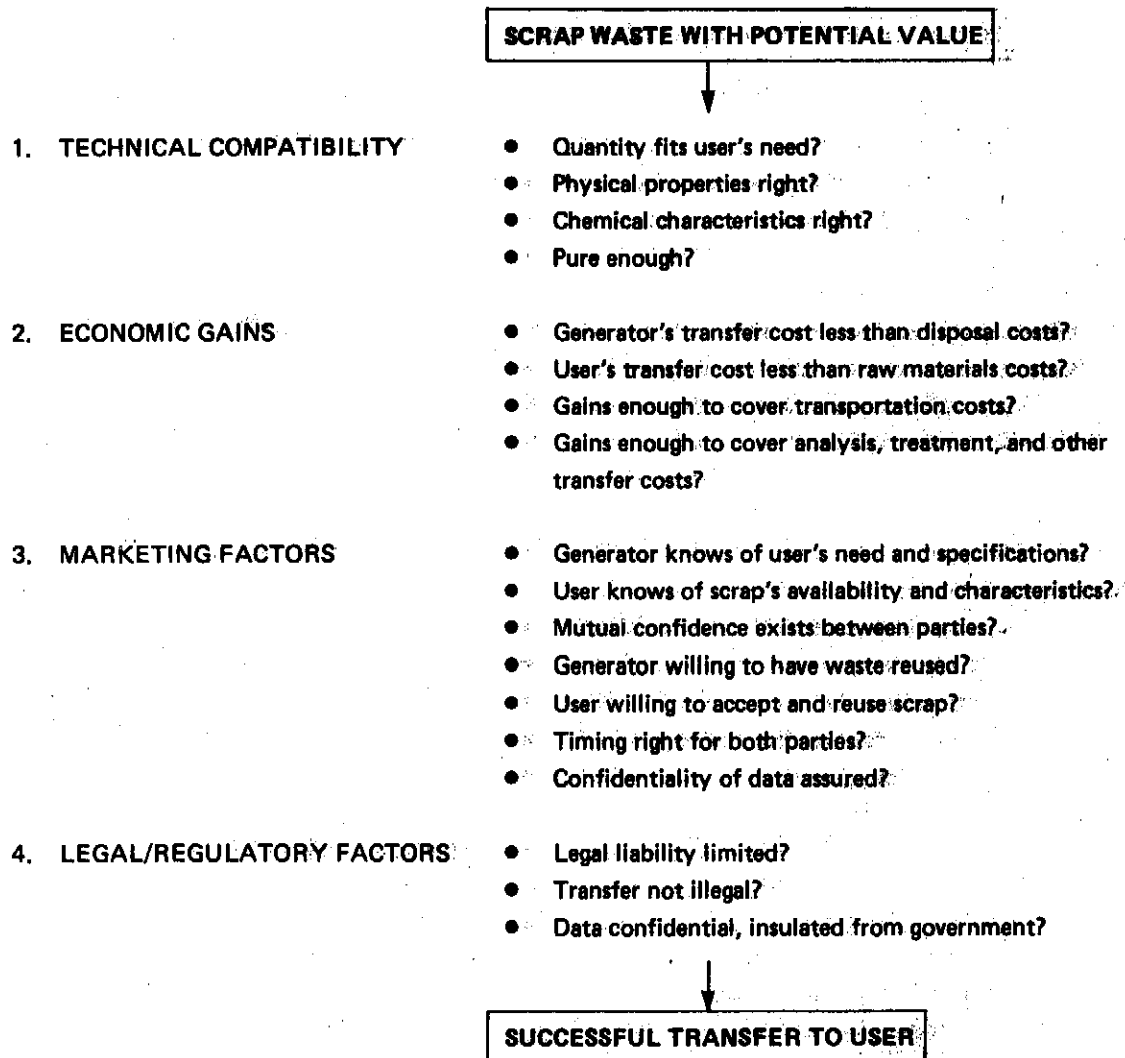 SCRAP WASTE WITH POTENTIAL VALUE
1. TECHNICAL COMPATIBILITY
● Quantity fits user's need?
● Physical properties right?
● Chemical characteristics right?
● Pure enough?
2. ECONOMIC GAINS
● Generator's transfer cost less than disposal costs?
● User's transfer cost less than raw materials costs?
● Gains enough to cover transportation costs?
● Gains enough to cover analysis, treatment, and other
transfer costs?
3. MARKETING FACTORS
● Generator knows of user's need and specifications?
● User knows of scrap's availability and characteristics?
● Mutual confidence exists between parties?
● Generator willing to have waste reused?
● User willing to accept and reuse scrap?
● Timing right for both parties?
● Confidentiality of data assured?
4. LEGAL/REGULATORY FACTORS
● Legal liability limited?
● Transfer not illegal?
● Data confidential, insulated from government?
SUCCESSFUL TRANSFER TO USER